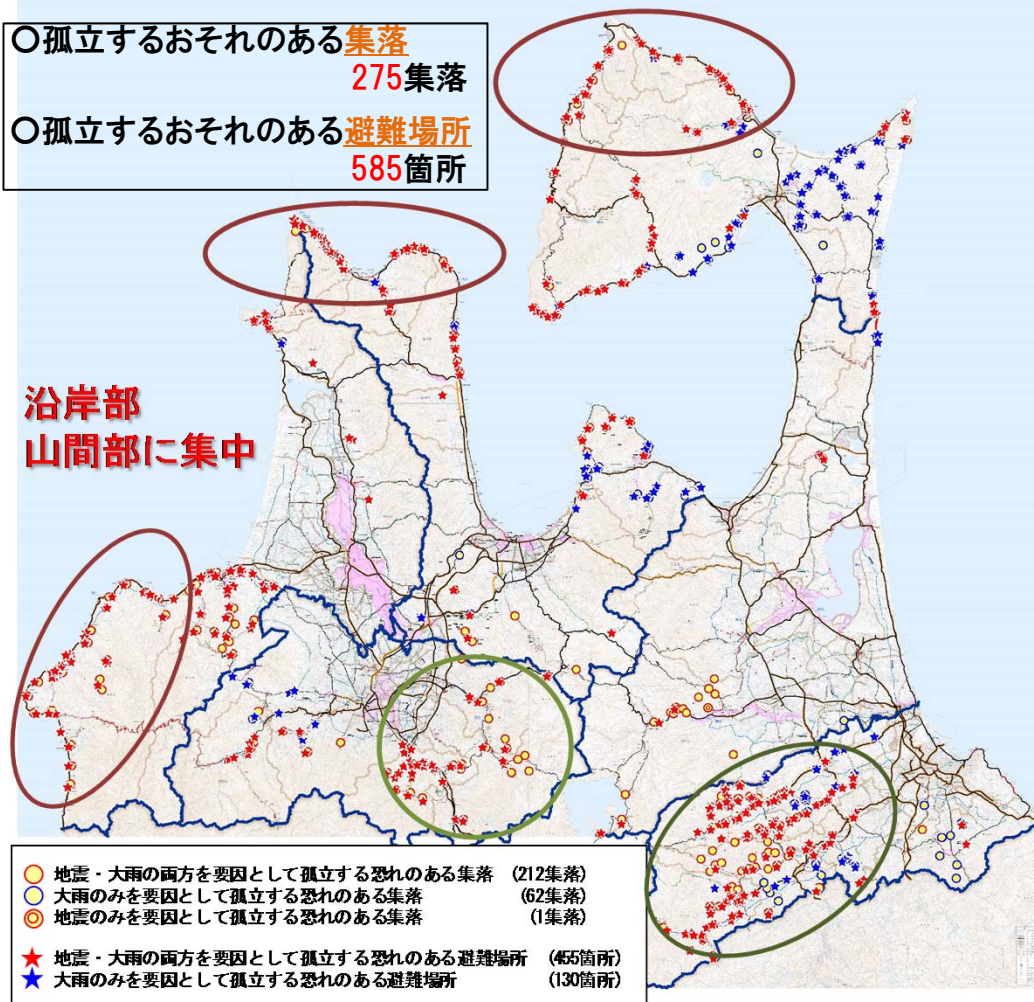 〇孤立するおそれのある集落
275集落
〇孤立するおそれのある避難場所
585箇所
沿岸部
山間部に集中
地震・大雨の両方を要因として孤立する恐れのある集落 (212集落)
大雨のみを要因として孤立する恐れのある集落 (62集落)
地震のみを要因として孤立する恐れのある集落 (1集落)
地震・大雨の両方を要因として孤立する恐れのある避難場所 (455箇所)
大雨のみを要因として孤立する恐れのある避難場所 (130箇所)